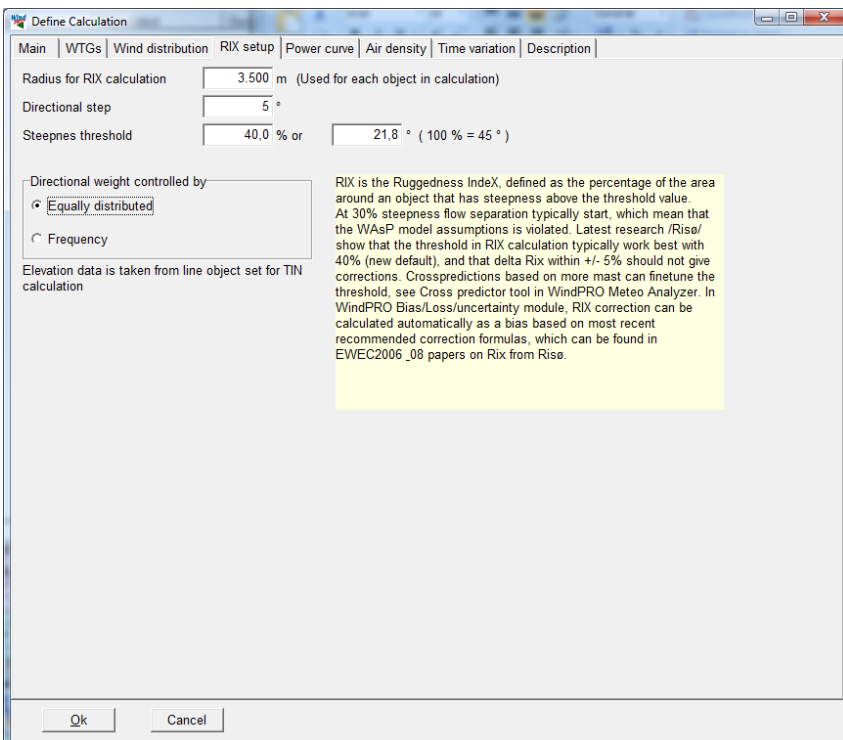 Define Calculation
Main WTGs Wind distribution RIX setup Power curve Air density Time variation Description
Radius for RIX calculation 3.500 m (Used for each object in calculation)
Directional step 5 °
Steepnes threshold 40,0 % or 21,8 ° ( 100 % = 45 ° )
Directional weight controlled by
Equally distributed
Frequency
Elevation data is taken from line object set for TIN
calculation
RIX is the Ruggedness IndeX, defined as the percentage of the area
around an object that has steepness above the threshold value.
At 30% steepness flow separation typically start, which mean that
the WAsP model assumptions is violated. Latest research /Risø/
show that the threshold in RIX calculation typically work best with
40% (new default), and that delta Rix within +/- 5% should not give
corrections. Crosspredictions based on more mast can finetune the
threshold, see Cross predictor tool in WindPRO Meteo Analyzer. In
WindPRO Bias/Loss/uncertainty module, RIX correction can be
calculated automatically as a bias based on most recent
recommended correction formulas, which can be found in
EWEC2006 _08 papers on Rix from Risø.
Ok Cancel